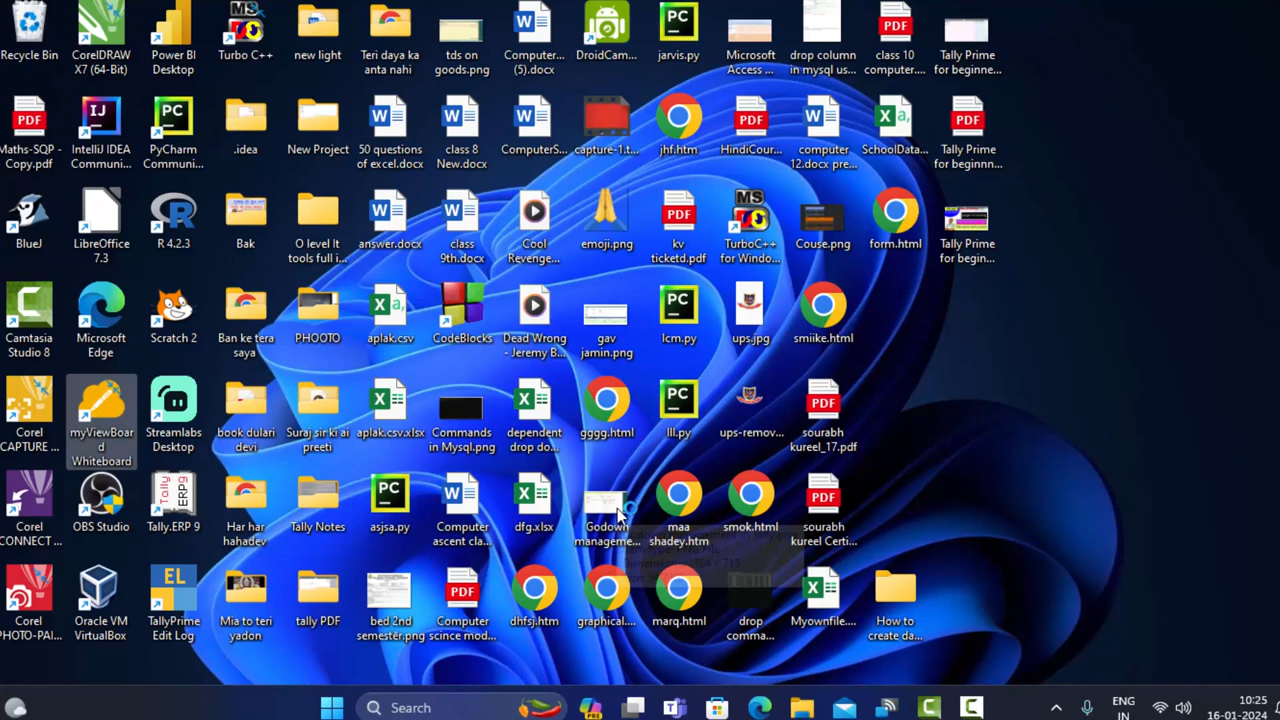 Recycle Bin
CorelDRAW
X7 (64-Bit)
Power BI
Desktop
Turbo C++
new light
Teri daya ka
anta nahi
cads on
goals.png
Computer...
(5).docx
DroidCam...
jarvis.py
Microsoft
Access ...
drop column
in mysql us...
class 10
computer....
Tally Prime
for beginne...
Maths-SQP -
Copy.pdf
IntelliJ IDEA
Communi...
PyCharm
Communi...
.idea
New Project
50 questions
of excel.docx
class 8
New.docx
ComputerS...
capture-1.t...
jhf.htm
HindiCour...
computer
12.docx pre...
SchoolData...
Tally Prime
for beginnn...
BlueJ
LibreOffice
7.3
R 4.2.3
Bak
O level It
tools full i...
answer.docx
class
9th.docx
Cool
Revenge...
emoji.png
kv
ticketd.pdf
TurboC++
for Windo...
Couse.png
form.html
Tally Prime
for begin...
Camtasia
Studio 8
Microsoft
Edge
Scratch 2
Ban ke tera
saya
PHOOTO
aplak.csv
CodeBlocks
Dead Wrong
- Jeremy B...
gav
jamin.png
lcm.py
ups.jpg
smiike.html
Corel
CAPTURE ...
myViewBoar
d
Whiteboard
Streamlabs
Desktop
book dulari
devi
Suraj sir ki ai
preeti
aplak.csv.xlsx
Commands
in Mysql.png
dependent
drop do...
gggg.html
lll.py
ups-remov...
sourabh
kureel_17.pdf
Corel
CONNECT ...
OBS Studio
Tally.ERP 9
Har har
hahadev
Tally Notes
asjsa.py
Computer
ascent cla...
dfg.xlsx
Godown
manageme...
maa
shadey.htm
smok.html
sourabh
kureel Certi...
Corel
PHOTO-PAI...
Oracle VM
VirtualBox
TallyPrime
Edit Log
Mia to teri
yadon
tally PDF
bed 2nd
semester.png
Computer
scince mod...
dhfsj.htm
graphical....
marq.html
drop
comma...
Myownfile....
How to
create da...
Search
PRE
ENG
10:25
16-01-2024